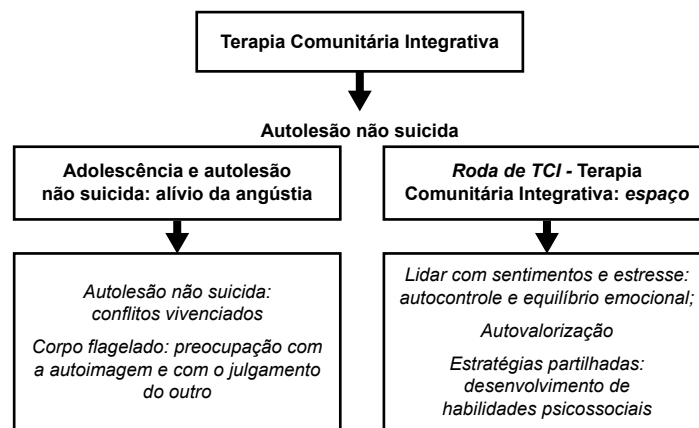 Terapia Comunitária Integrativa
Autolesão não suicida
Adolescência e autolesão
não suicida: alívio da angústia
Autolesão não suicida:
conflitos vivenciados
Corpo flagelado: preocupação com
a autoimagem e com o julgamento
do outro
Roda de TCI - Terapia
Comunitária Integrativa: espaço
Lidar com sentimentos e estresse:
autocontrole e equilíbrio emocional;
Autovalorização
Estratégias partilhadas:
desenvolvimento de
habilidades psicossociais